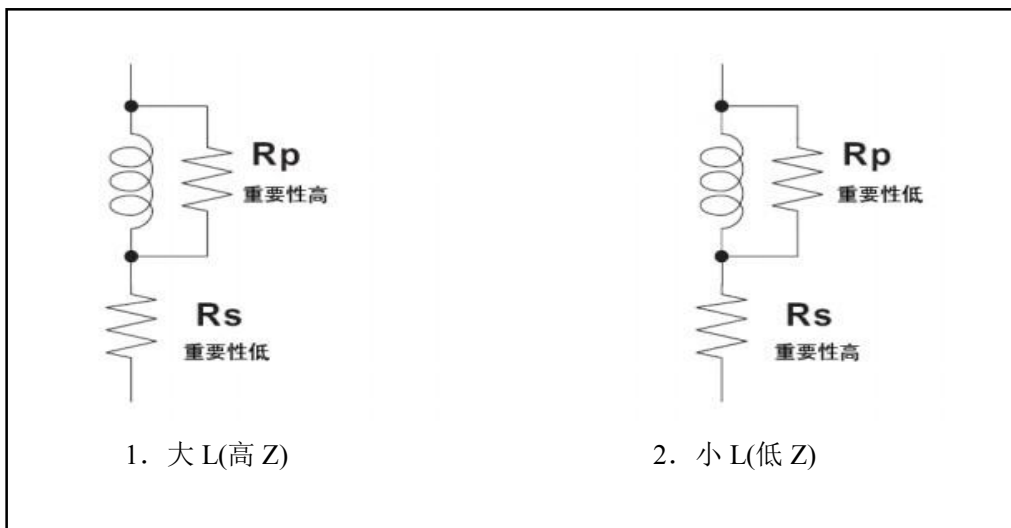 Rp
重要性高
Rs
重要性低
1. 大 L(高 Z)
Rp
重要性低
Rs
重要性高
2. 小 L(低 Z)